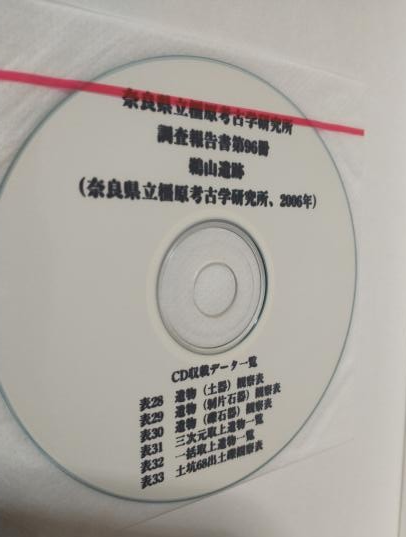 奈良県立橿原考古学研究所
調査報告書第96冊
鵜山遺跡
(奈良県立橿原考古学研究所、2006年)
CD収載データ一覧
表28 遺物(土器)観察表
表29 遺物(剝片石器)観察表
表30 遺物(礫石器)観察表
表31 三次元取上遺物一覧
表32 一括取上遺物一覧
表33 土坑68出土礫観察表